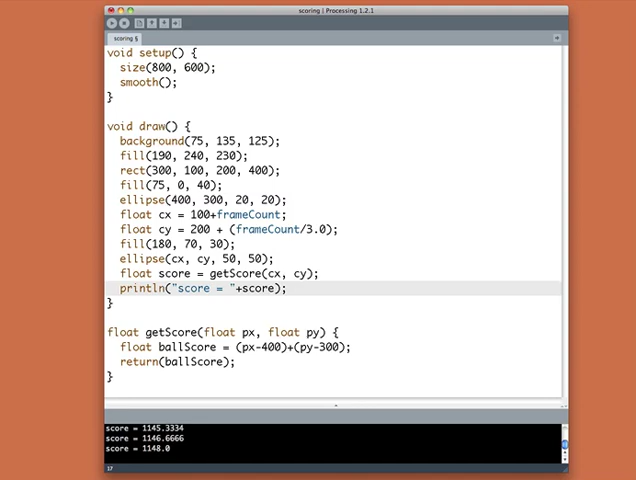 scoring | Processing 1.2.1
scoring §
void setup() {
size(800, 600);
smooth();
}
void draw() {
background(75, 135, 125);
fill(190, 240, 230);
rect(300, 100, 200, 400);
fill(75, 0, 40);
ellipse(400, 300, 20, 20);
float cx = 100+frameCount;
float cy = 200 + (frameCount/3.0);
fill(180, 70, 30);
ellipse(cx, cy, 50, 50);
float score = getScore(cx, cy);
println("score = "+score);
}
float getScore(float px, float py) {
float ballScore = (px-400)+(py-300);
return(ballScore);
}
score = 1145.3334
score = 1146.6666
score = 1148.0
17